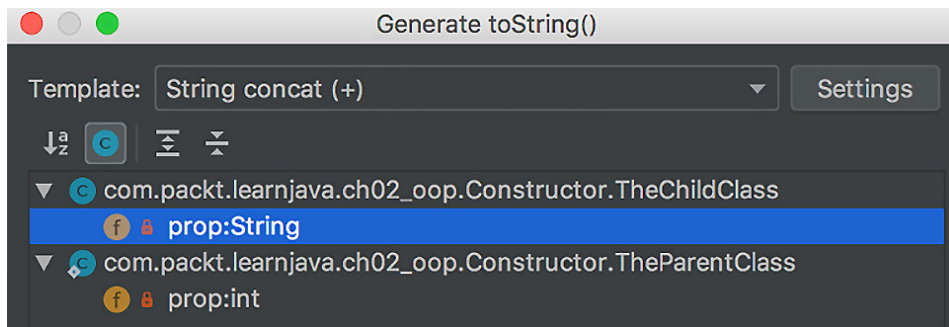 Generate toString()
Template: String concat (+) Settings
a
z C
C com.packt.learnjava.ch02_oop.Constructor.TheChildClass
f prop:String
C com.packt.learnjava.ch02_oop.Constructor.TheParentClass
f prop:int